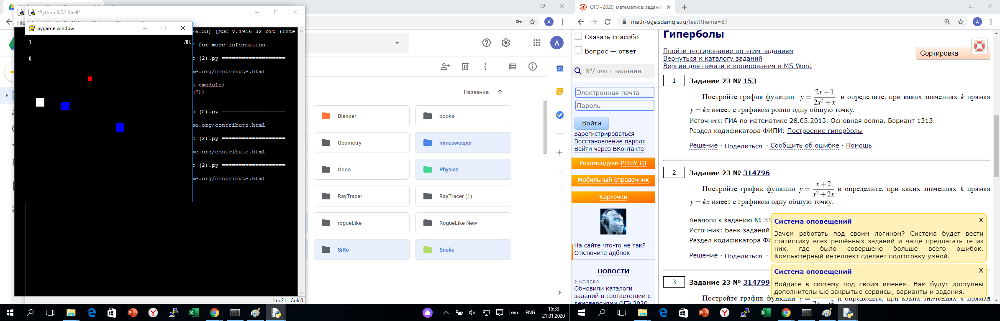 *Python 3.7.3 Shell*
pygame window
1
70.0
0
26:53) [MSC v.1916 32 bit (Inte
" for more information.
c (2).py ====================
me.org/contribute.html
n <module>
g"))
c (2).py ====================
me.org/contribute.html
c (2).py ====================
me.org/contribute.html
c (2).py ====================
me.org/contribute.html
Ln: 21 Col: 0
A
A
31
Название
Blender
books
Geometry
minesweeper
Oooo
Physics
RayTracer
RayTracer (1)
rogueLike
RogueLike New
SiRo
Snake
ENG
15:33
21.01.2020
ОГЭ–2020, математика: задани
math-oge.sdamgia.ru/test?theme=87
A
Сказать спасибо
Вопрос — ответ
№/текст задания
Электронная почта
Пароль
Войти
Зарегистрироваться
Восстановление пароля
Войти через ВКонтакте
Рекомендуем РЕШУ ЦТ
Мобильный справочник
Карточки
На сайте что-то не так?
Отключите адблок
НОВОСТИ
2 НОЯБРЯ
Обновили каталоги
заданий в соответствии с
демоверсиями ОГЭ 2020
Гиперболы
Пройти тестирование по этим заданиям
Вернуться к каталогу заданий
Версия для печати и копирования в MS Word
Сортировка
1
Задание 23 № 153
Постройте график функции y = (2x + 1)/(2x² + x) и определите, при каких значениях k прямая
y = kx имеет с графиком ровно одну общую точку.
Источник: ГИА по математике 28.05.2013. Основная волна. Вариант 1313.
Раздел кодификатора ФИПИ: Построение гиперболы
Решение · Поделиться · Сообщить об ошибке · Помощь
2
Задание 23 № 314796
Постройте график функции y = (x + 2)/(x² + 2x) и определите, при каких значениях k прямая
y = kx имеет с графиком одну общую точку.
Аналоги к заданию № 31
Источник: Банк заданий
Раздел кодификатора ФИ
Решение · Поделиться ·
3
Задание 23 № 314799
Постройте график функции y = 2x − x² и определите, при каких значениях k прямая
Система оповещений
X
Зачем работать под своим логином? Система будет вести
статистику всех решённых заданий и чаще предлагать те из
них, где было совершено больше всего ошибок.
Компьютерный интеллект сделает подготовку умной.
Система оповещений
X
Войдите в систему под своим именем. Вам будут доступны
дополнительные закрытые сервисы, варианты и задания.